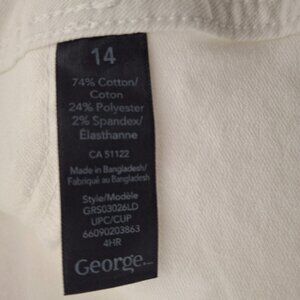 14
74% Cotton/
Coton
24% Polyester
2% Spandex/
Élasthanne
CA 51122
Made in Bangladesh/
Fabriqué au Bangladesh
Style/Modèle
GRS03026LD
UPC/CUP
66090203863
4HR
George